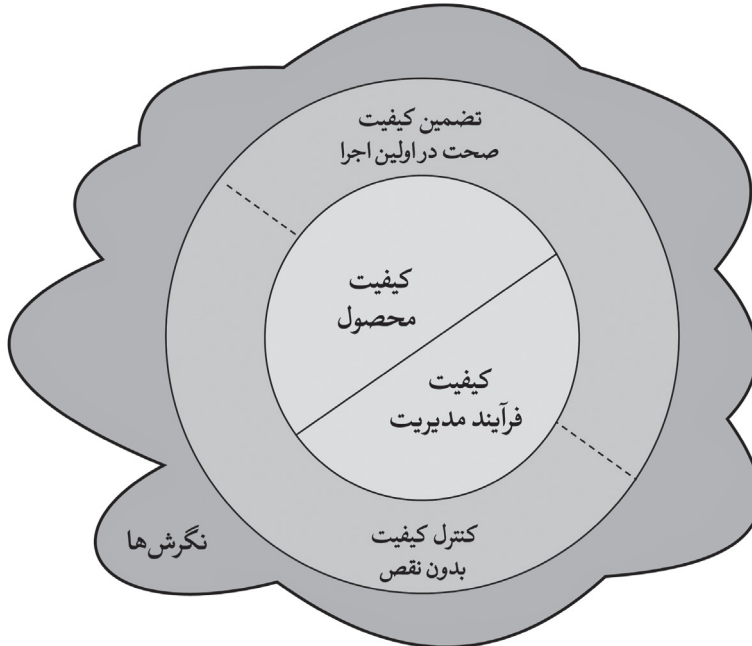 تضمین کیفیت
صحت در اولین اجرا
کیفیت
محصول
کیفیت
فرآیند مدیریت
کنترل کیفیت
بدون نقص
نگرش‌ها